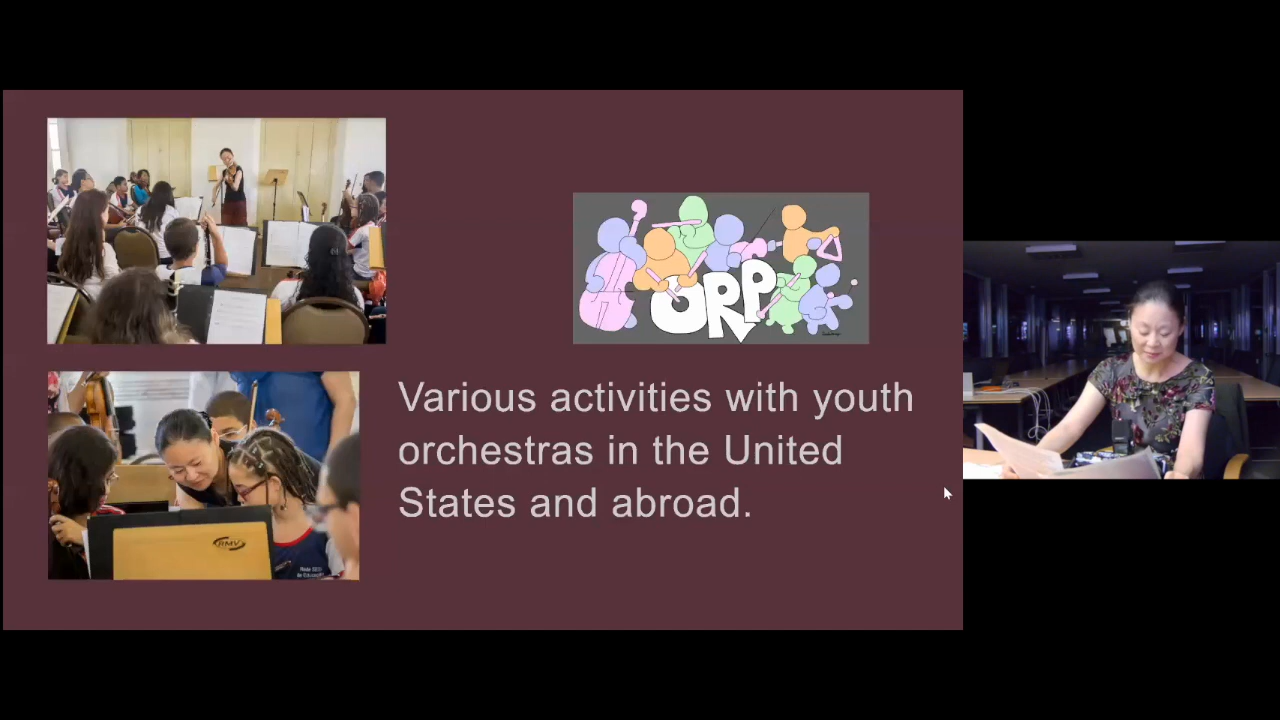 ORP
Various activities with youth
orchestras in the United
States and abroad.
RMV